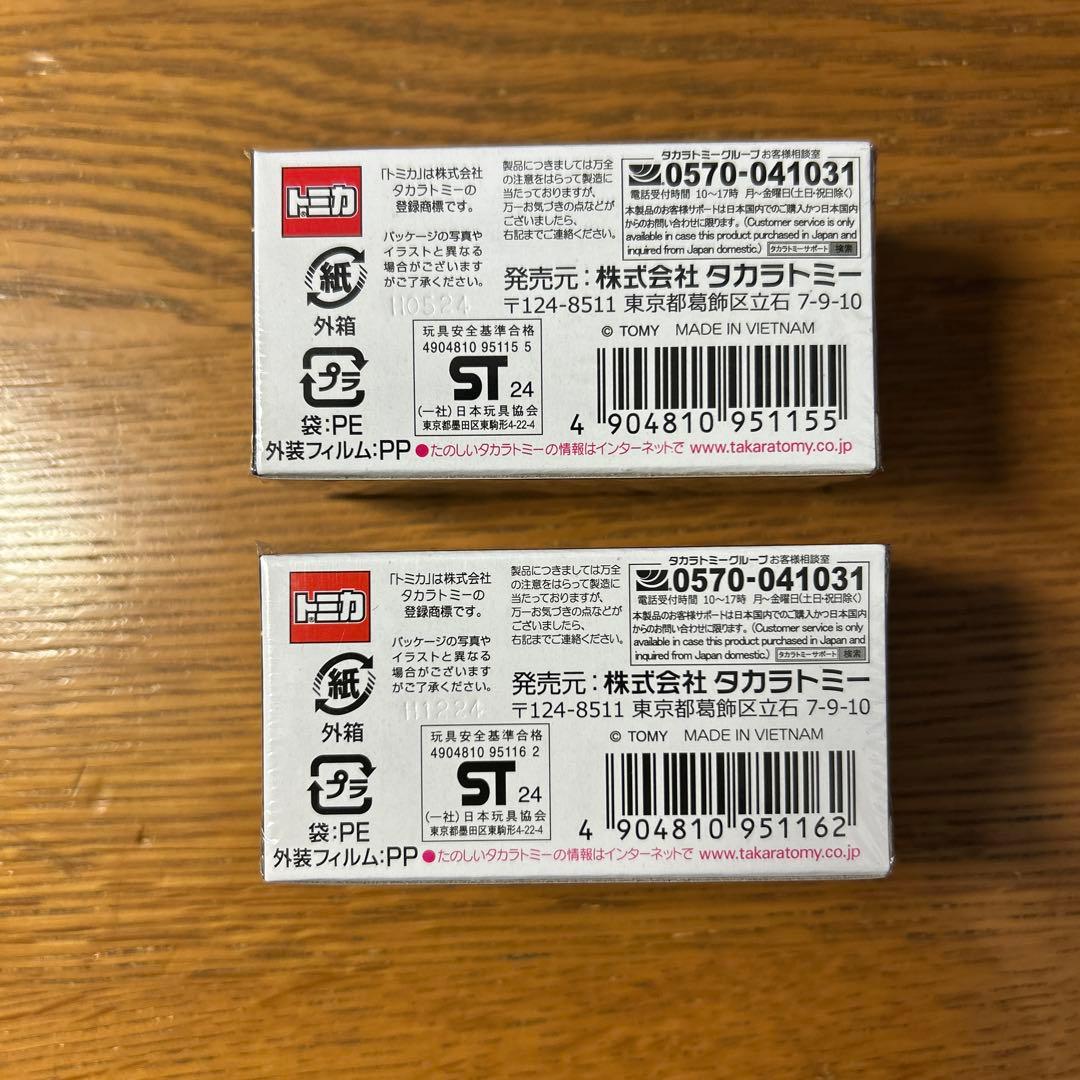 トミカ
「トミカ」は株式会社
タカラトミーの
登録商標です。
パッケージの写真や
イラストと異なる
場合がございます
がご了承ください。
H0524
製品につきましては万全
の注意をはらって製造に
当たっておりますが、
万一お気づきの点などが
ございましたら、
右記までご連絡ください。
タカラトミーグループ お客様相談室
0570-041031
電話受付時間 10〜17時 月〜金曜日(土日・祝日除く)
本製品のお客様サポートは日本国内でのご購入かつ日本国内
からのお問い合わせに限ります。(Customer service is only
available in case this product purchased in Japan and
inquired from Japan domestic.) タカラトミーサポート 検索
発売元:株式会社 タカラトミー
〒124-8511 東京都葛飾区立石 7-9-10
© TOMY MADE IN VIETNAM
紙
外箱
プラ
袋:PE
外装フィルム:PP
玩具安全基準合格
4904810 95115 5
ST 24
(一社)日本玩具協会
東京都墨田区東駒形4-22-4
4 904810 951155
●たのしいタカラトミーの情報はインターネットで www.takaratomy.co.jp
トミカ
「トミカ」は株式会社
タカラトミーの
登録商標です。
パッケージの写真や
イラストと異なる
場合がございます
がご了承ください。
H1224
製品につきましては万全
の注意をはらって製造に
当たっておりますが、
万一お気づきの点などが
ございましたら、
右記までご連絡ください。
タカラトミーグループ お客様相談室
0570-041031
電話受付時間 10〜17時 月〜金曜日(土日・祝日除く)
本製品のお客様サポートは日本国内でのご購入かつ日本国内
からのお問い合わせに限ります。(Customer service is only
available in case this product purchased in Japan and
inquired from Japan domestic.) タカラトミーサポート 検索
発売元:株式会社 タカラトミー
〒124-8511 東京都葛飾区立石 7-9-10
© TOMY MADE IN VIETNAM
紙
外箱
プラ
袋:PE
外装フィルム:PP
玩具安全基準合格
4904810 95116 2
ST 24
(一社)日本玩具協会
東京都墨田区東駒形4-22-4
4 904810 951162
●たのしいタカラトミーの情報はインターネットで www.takaratomy.co.jp